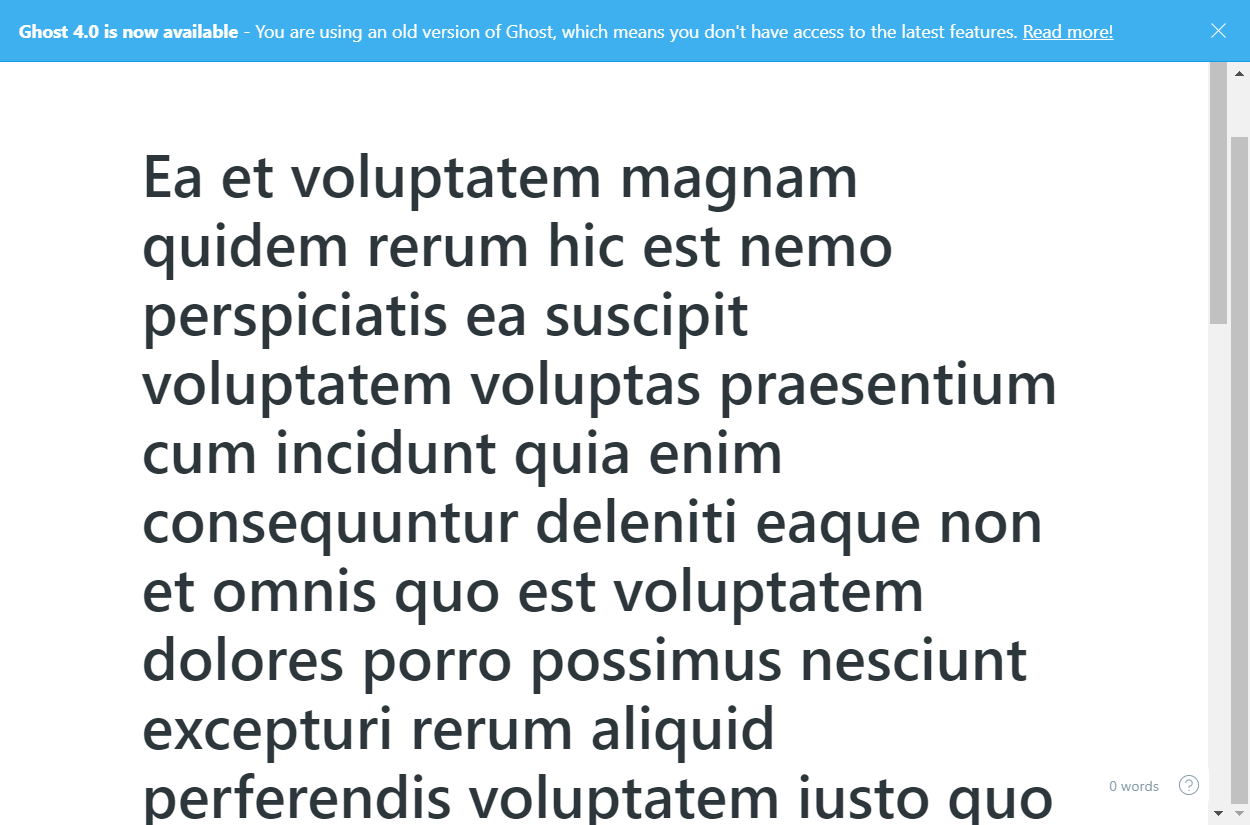 Ghost 4.0 is now available - You are using an old version of Ghost, which means you don't have access to the latest features. Read more!
Ea et voluptatem magnam
quidem rerum hic est nemo
perspiciatis ea suscipit
voluptatem voluptas praesentium
cum incidunt quia enim
consequuntur deleniti eaque non
et omnis quo est voluptatem
dolores porro possimus nesciunt
excepturi rerum aliquid
perferendis voluptatem iusto quo
0 words
?